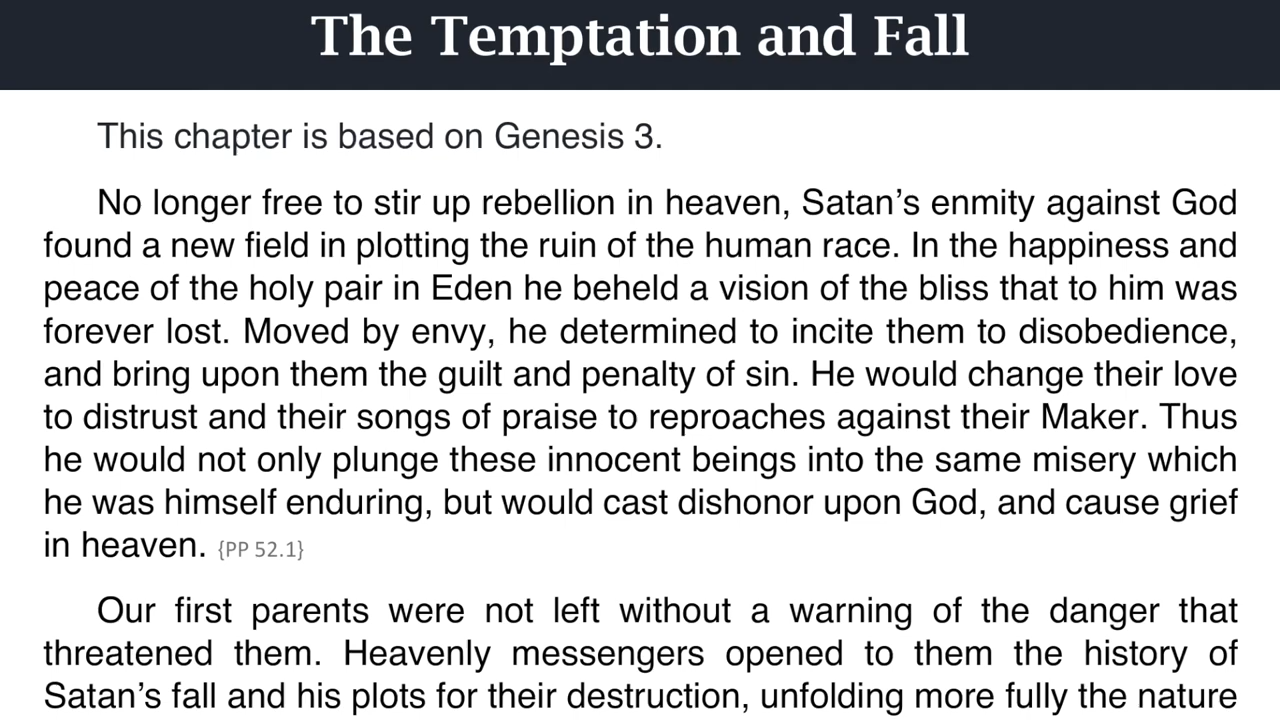 The Temptation and Fall
This chapter is based on Genesis 3.
No longer free to stir up rebellion in heaven, Satan’s enmity against God
found a new field in plotting the ruin of the human race. In the happiness and
peace of the holy pair in Eden he beheld a vision of the bliss that to him was
forever lost. Moved by envy, he determined to incite them to disobedience,
and bring upon them the guilt and penalty of sin. He would change their love
to distrust and their songs of praise to reproaches against their Maker. Thus
he would not only plunge these innocent beings into the same misery which
he was himself enduring, but would cast dishonor upon God, and cause grief
in heaven. {PP 52.1}
Our first parents were not left without a warning of the danger that
threatened them. Heavenly messengers opened to them the history of
Satan’s fall and his plots for their destruction, unfolding more fully the nature